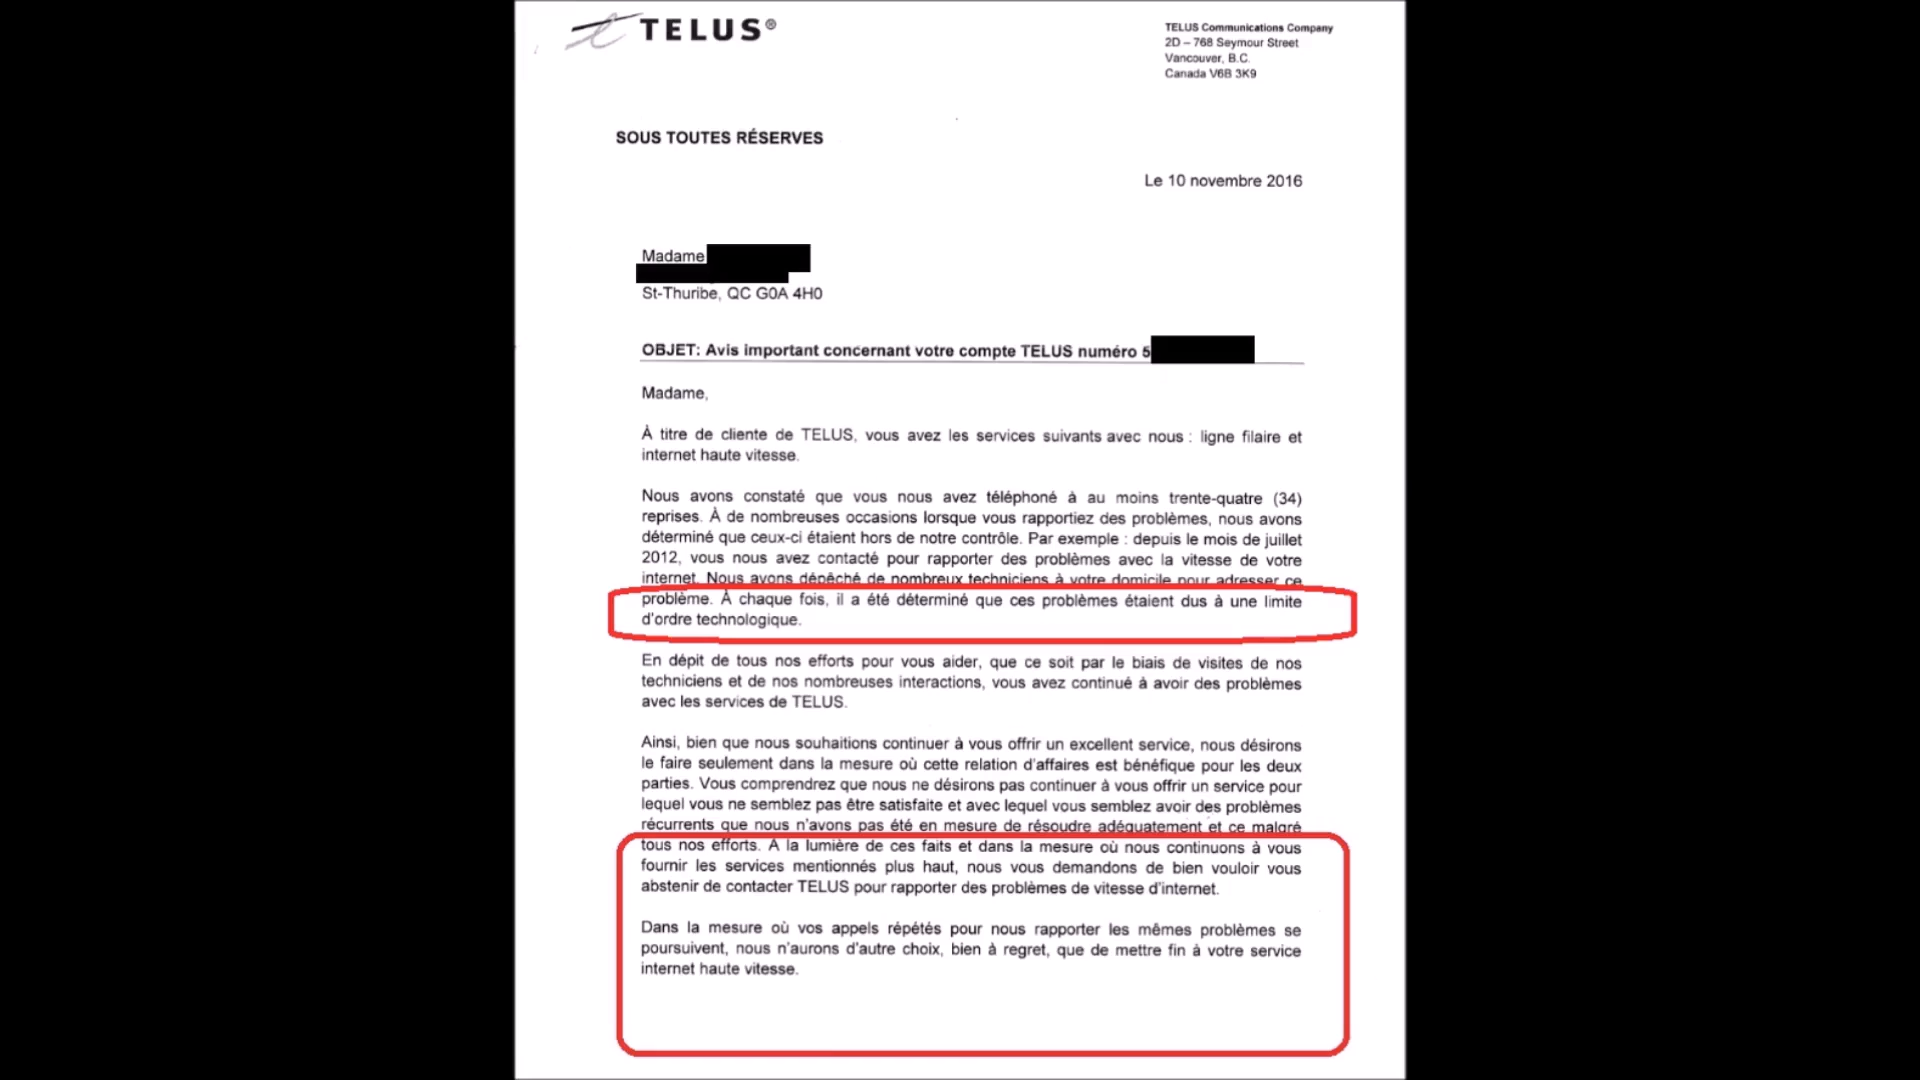 TELUS®
TELUS Communications Company
2D – 768 Seymour Street
Vancouver, B.C.
Canada V6B 3K9
SOUS TOUTES RÉSERVES
Le 10 novembre 2016
Madame
St-Thuribe, QC G0A 4H0
OBJET: Avis important concernant votre compte TELUS numéro 5
Madame,
À titre de cliente de TELUS, vous avez les services suivants avec nous : ligne filaire et
internet haute vitesse.
Nous avons constaté que vous nous avez téléphoné à au moins trente-quatre (34)
reprises. À de nombreuses occasions lorsque vous rapportiez des problèmes, nous avons
déterminé que ceux-ci étaient hors de notre contrôle. Par exemple : depuis le mois de juillet
2012, vous nous avez contacté pour rapporter des problèmes avec la vitesse de votre
internet. Nous avons dépêché de nombreux techniciens à votre domicile pour adresser ce
problème. À chaque fois, il a été déterminé que ces problèmes étaient dus à une limite
d'ordre technologique.
En dépit de tous nos efforts pour vous aider, que ce soit par le biais de visites de nos
techniciens et de nos nombreuses interactions, vous avez continué à avoir des problèmes
avec les services de TELUS.
Ainsi, bien que nous souhaitions continuer à vous offrir un excellent service, nous désirons
le faire seulement dans la mesure où cette relation d'affaires est bénéfique pour les deux
parties. Vous comprendrez que nous ne désirons pas continuer à vous offrir un service pour
lequel vous ne semblez pas être satisfaite et avec lequel vous semblez avoir des problèmes
récurrents que nous n'avons pas été en mesure de résoudre adéquatement et ce malgré
tous nos efforts. À la lumière de ces faits et dans la mesure où nous continuons à vous
fournir les services mentionnés plus haut, nous vous demandons de bien vouloir vous
abstenir de contacter TELUS pour rapporter des problèmes de vitesse d'internet.
Dans la mesure où vos appels répétés pour nous rapporter les mêmes problèmes se
poursuivent, nous n'aurons d'autre choix, bien à regret, que de mettre fin à votre service
internet haute vitesse.